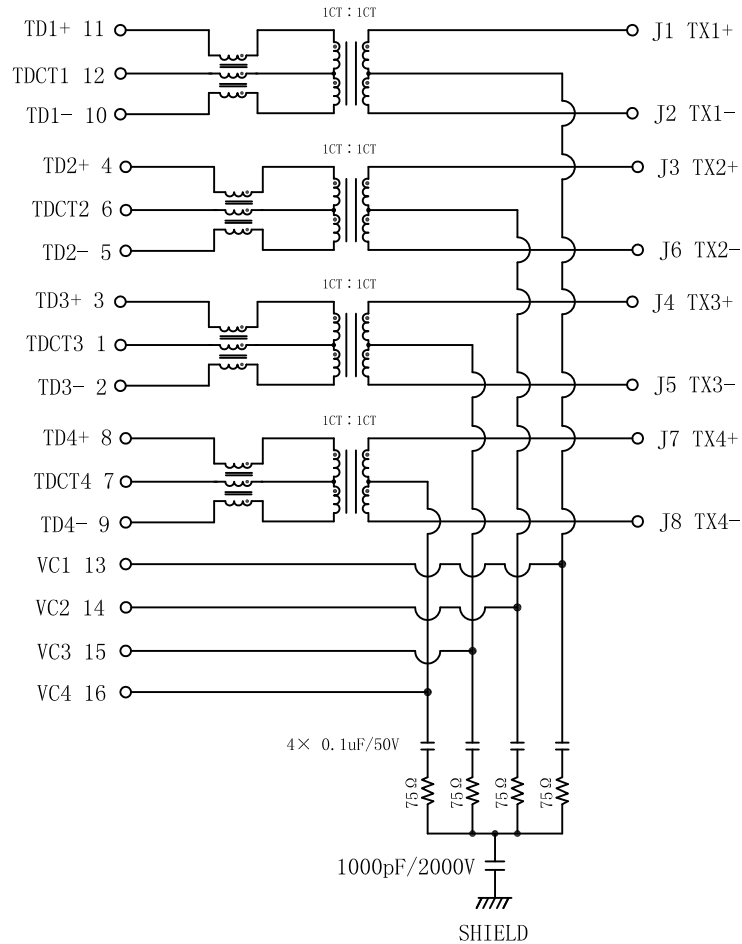 1CT：1CT
TD1+ 11
J1 TX1+
TDCT1 12
TD1- 10
J2 TX1-
1CT：1CT
TD2+ 4
J3 TX2+
TDCT2 6
TD2- 5
J6 TX2-
1CT：1CT
TD3+ 3
J4 TX3+
TDCT3 1
TD3- 2
J5 TX3-
1CT：1CT
TD4+ 8
J7 TX4+
TDCT4 7
TD4- 9
J8 TX4-
VC1 13
VC2 14
VC3 15
VC4 16
4× 0.1uF/50V
75Ω
75Ω
75Ω
75Ω
1000pF/2000V
SHIELD